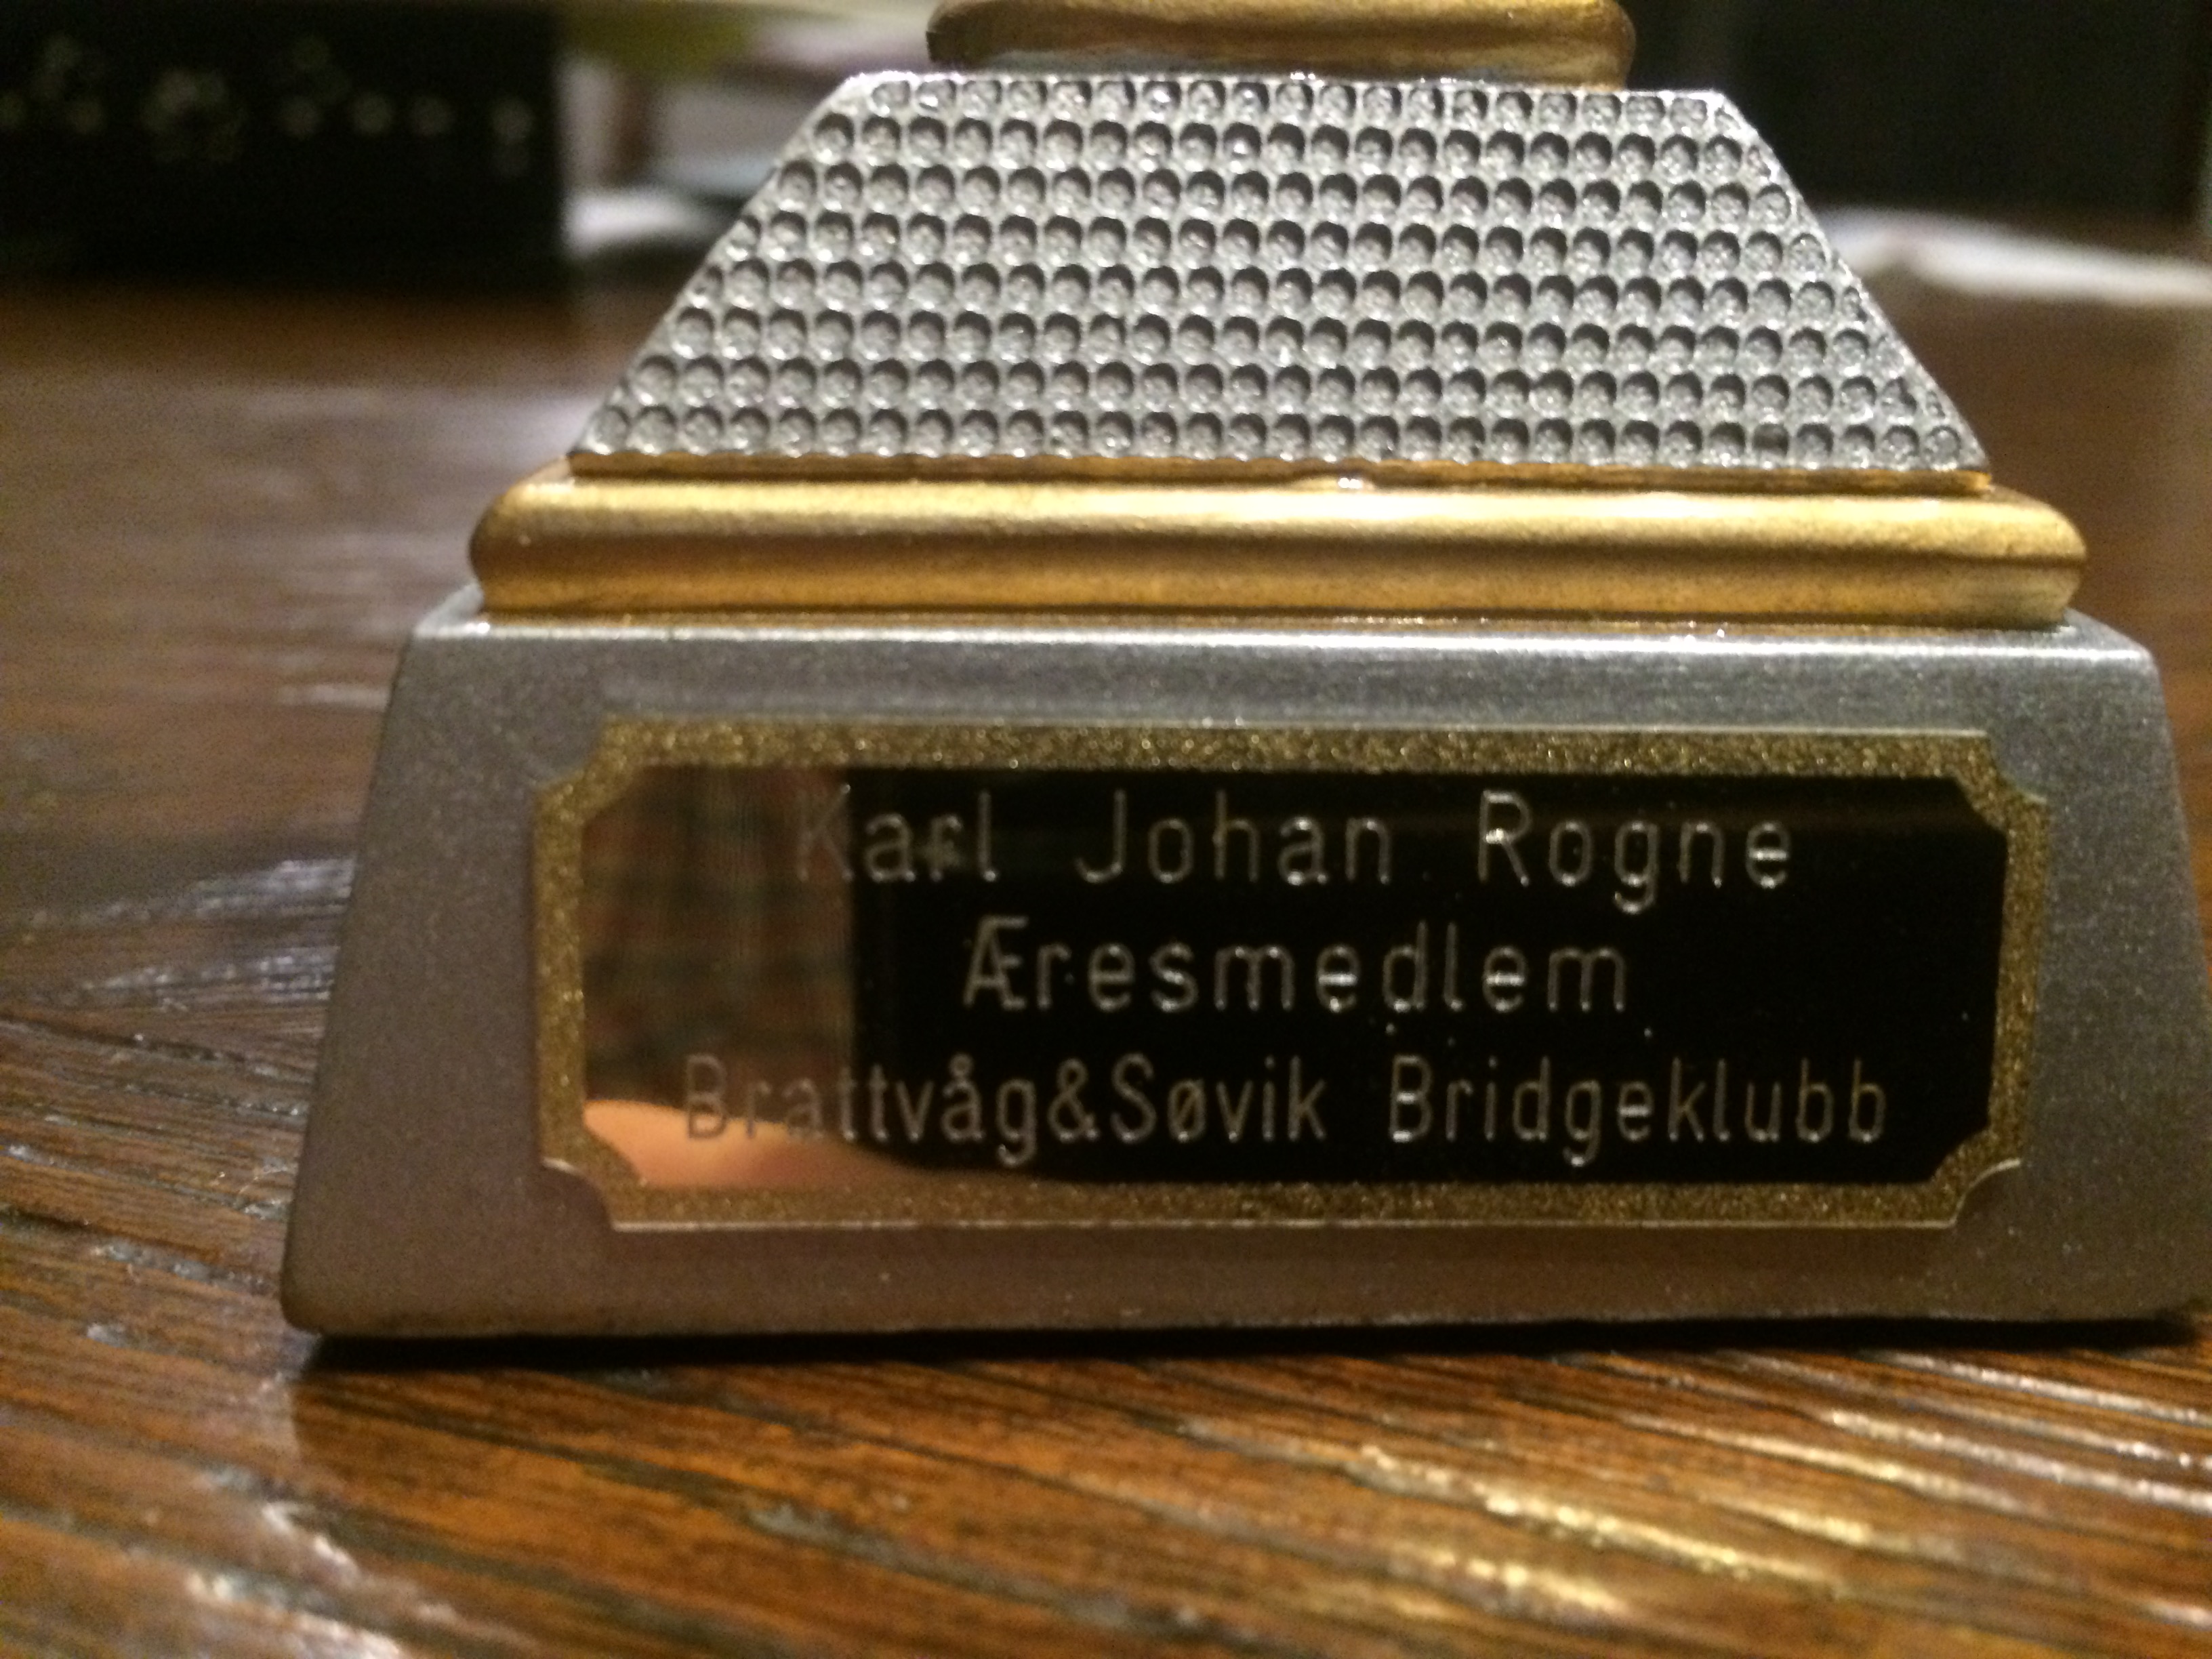 Karl Johan Rogne
Æresmedlem
Brattvåg&Søvik Bridgeklubb